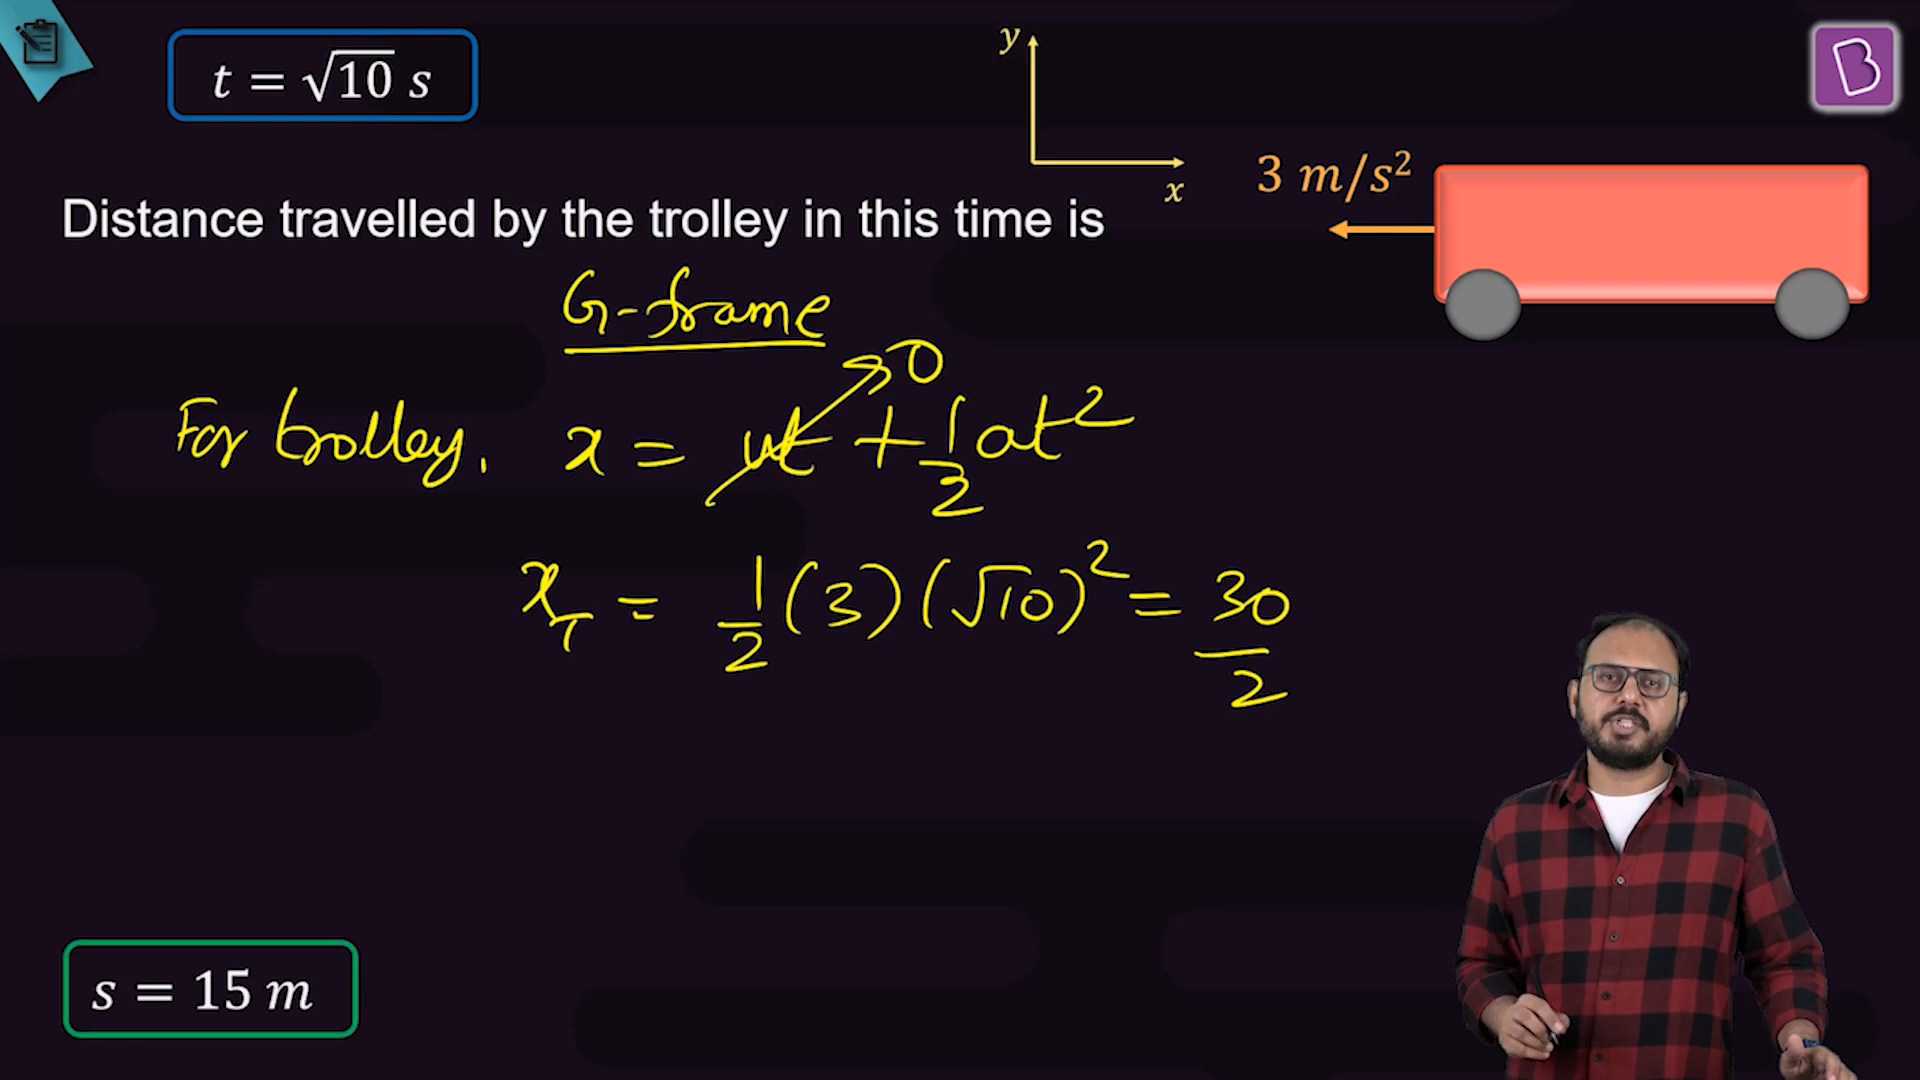 t = √10 s
y
x
3 m/s²
B
Distance travelled by the trolley in this time is
G-frame
For trolley, x = ut → 0 + 1/2 at²
x_T = 1/2 (3) (√10)² = 30/2
s = 15 m